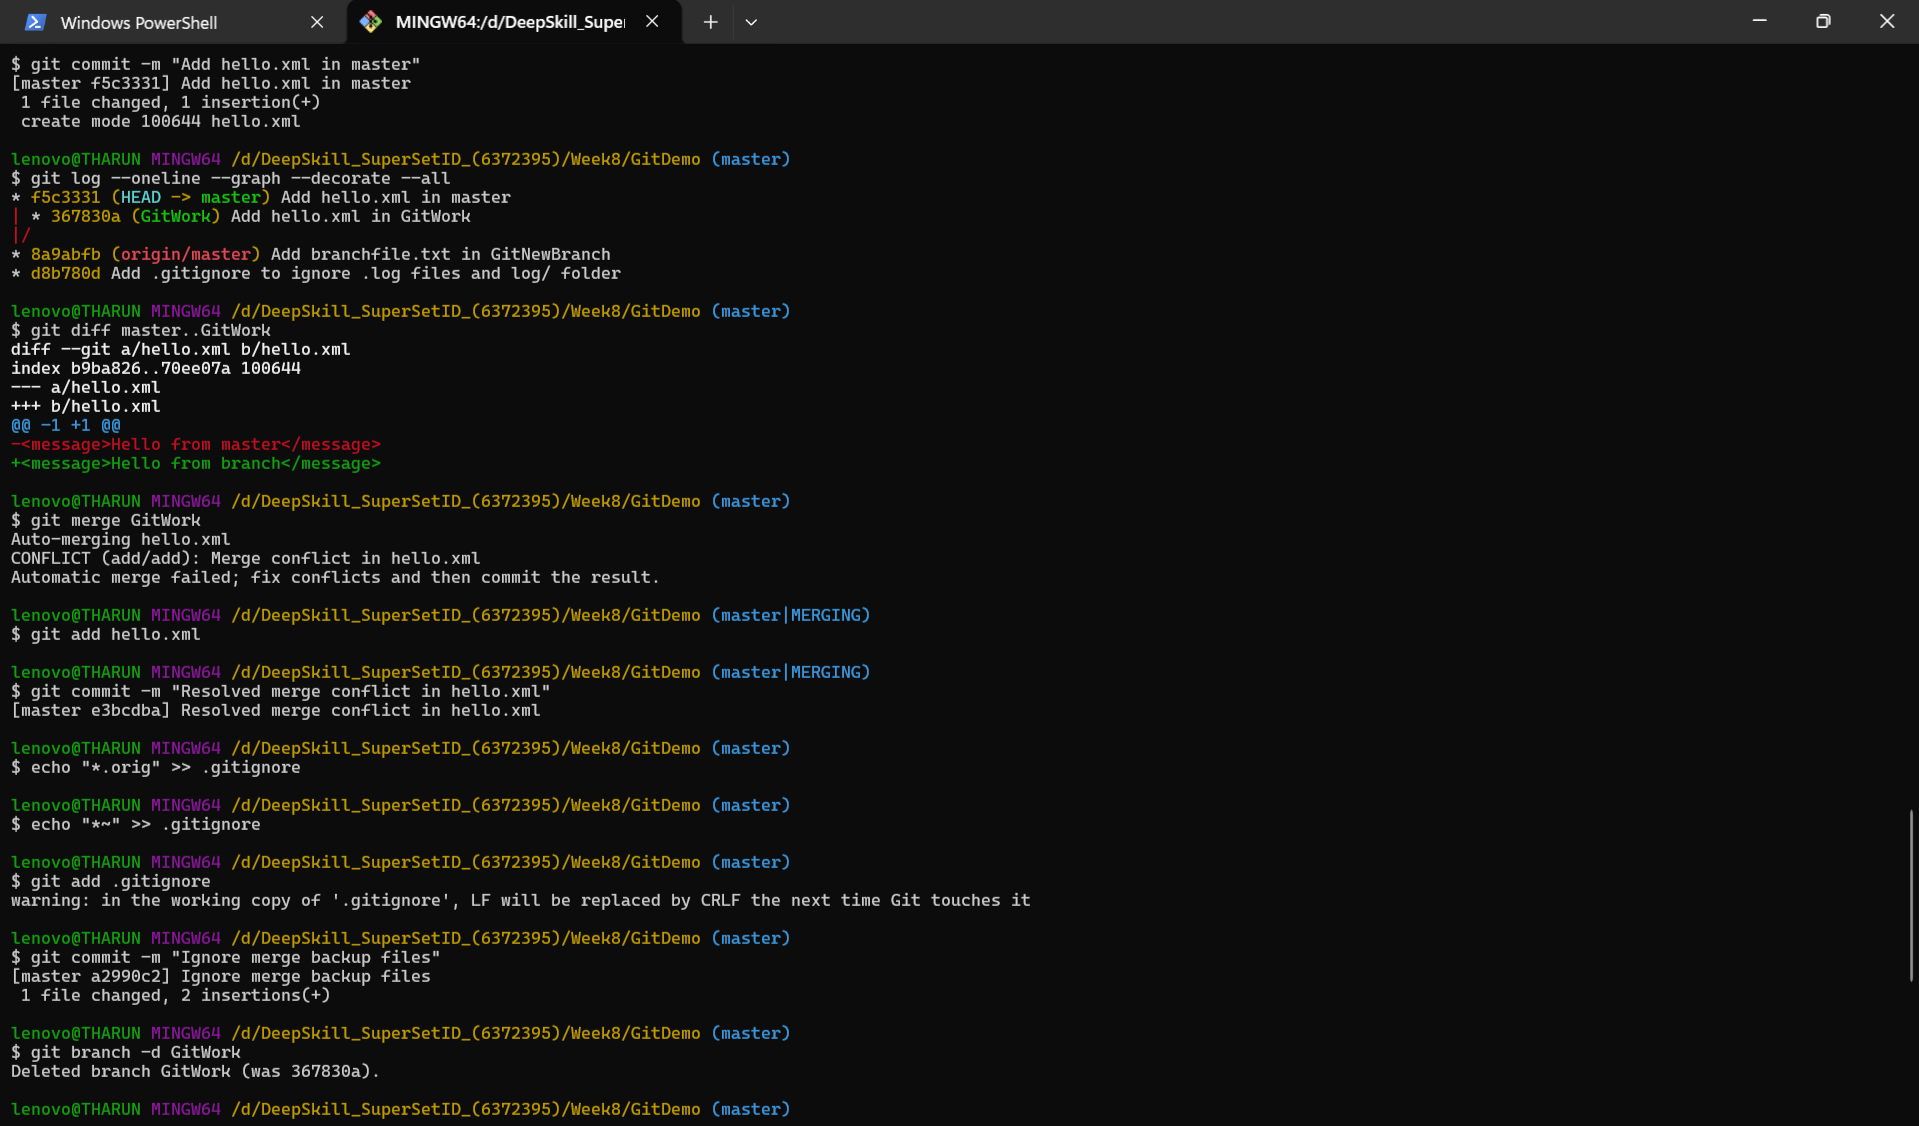 Windows PowerShell
MINGW64:/d/DeepSkill_Super
$ git commit -m "Add hello.xml in master"
[master f5c3331] Add hello.xml in master
 1 file changed, 1 insertion(+)
 create mode 100644 hello.xml
lenovo@THARUN MINGW64 /d/DeepSkill_SuperSetID_(6372395)/Week8/GitDemo (master)
$ git log --oneline --graph --decorate --all
* f5c3331 (HEAD -> master) Add hello.xml in master
| * 367830a (GitWork) Add hello.xml in GitWork
|/
* 8a9abfb (origin/master) Add branchfile.txt in GitNewBranch
* d8b780d Add .gitignore to ignore .log files and log/ folder
lenovo@THARUN MINGW64 /d/DeepSkill_SuperSetID_(6372395)/Week8/GitDemo (master)
$ git diff master..GitWork
diff --git a/hello.xml b/hello.xml
index b9ba826..70ee07a 100644
--- a/hello.xml
+++ b/hello.xml
@@ -1 +1 @@
-<message>Hello from master</message>
+<message>Hello from branch</message>
lenovo@THARUN MINGW64 /d/DeepSkill_SuperSetID_(6372395)/Week8/GitDemo (master)
$ git merge GitWork
Auto-merging hello.xml
CONFLICT (add/add): Merge conflict in hello.xml
Automatic merge failed; fix conflicts and then commit the result.
lenovo@THARUN MINGW64 /d/DeepSkill_SuperSetID_(6372395)/Week8/GitDemo (master|MERGING)
$ git add hello.xml
lenovo@THARUN MINGW64 /d/DeepSkill_SuperSetID_(6372395)/Week8/GitDemo (master|MERGING)
$ git commit -m "Resolved merge conflict in hello.xml"
[master e3bcdba] Resolved merge conflict in hello.xml
lenovo@THARUN MINGW64 /d/DeepSkill_SuperSetID_(6372395)/Week8/GitDemo (master)
$ echo "*.orig" >> .gitignore
lenovo@THARUN MINGW64 /d/DeepSkill_SuperSetID_(6372395)/Week8/GitDemo (master)
$ echo "*~" >> .gitignore
lenovo@THARUN MINGW64 /d/DeepSkill_SuperSetID_(6372395)/Week8/GitDemo (master)
$ git add .gitignore
warning: in the working copy of '.gitignore', LF will be replaced by CRLF the next time Git touches it
lenovo@THARUN MINGW64 /d/DeepSkill_SuperSetID_(6372395)/Week8/GitDemo (master)
$ git commit -m "Ignore merge backup files"
[master a2990c2] Ignore merge backup files
 1 file changed, 2 insertions(+)
lenovo@THARUN MINGW64 /d/DeepSkill_SuperSetID_(6372395)/Week8/GitDemo (master)
$ git branch -d GitWork
Deleted branch GitWork (was 367830a).
lenovo@THARUN MINGW64 /d/DeepSkill_SuperSetID_(6372395)/Week8/GitDemo (master)